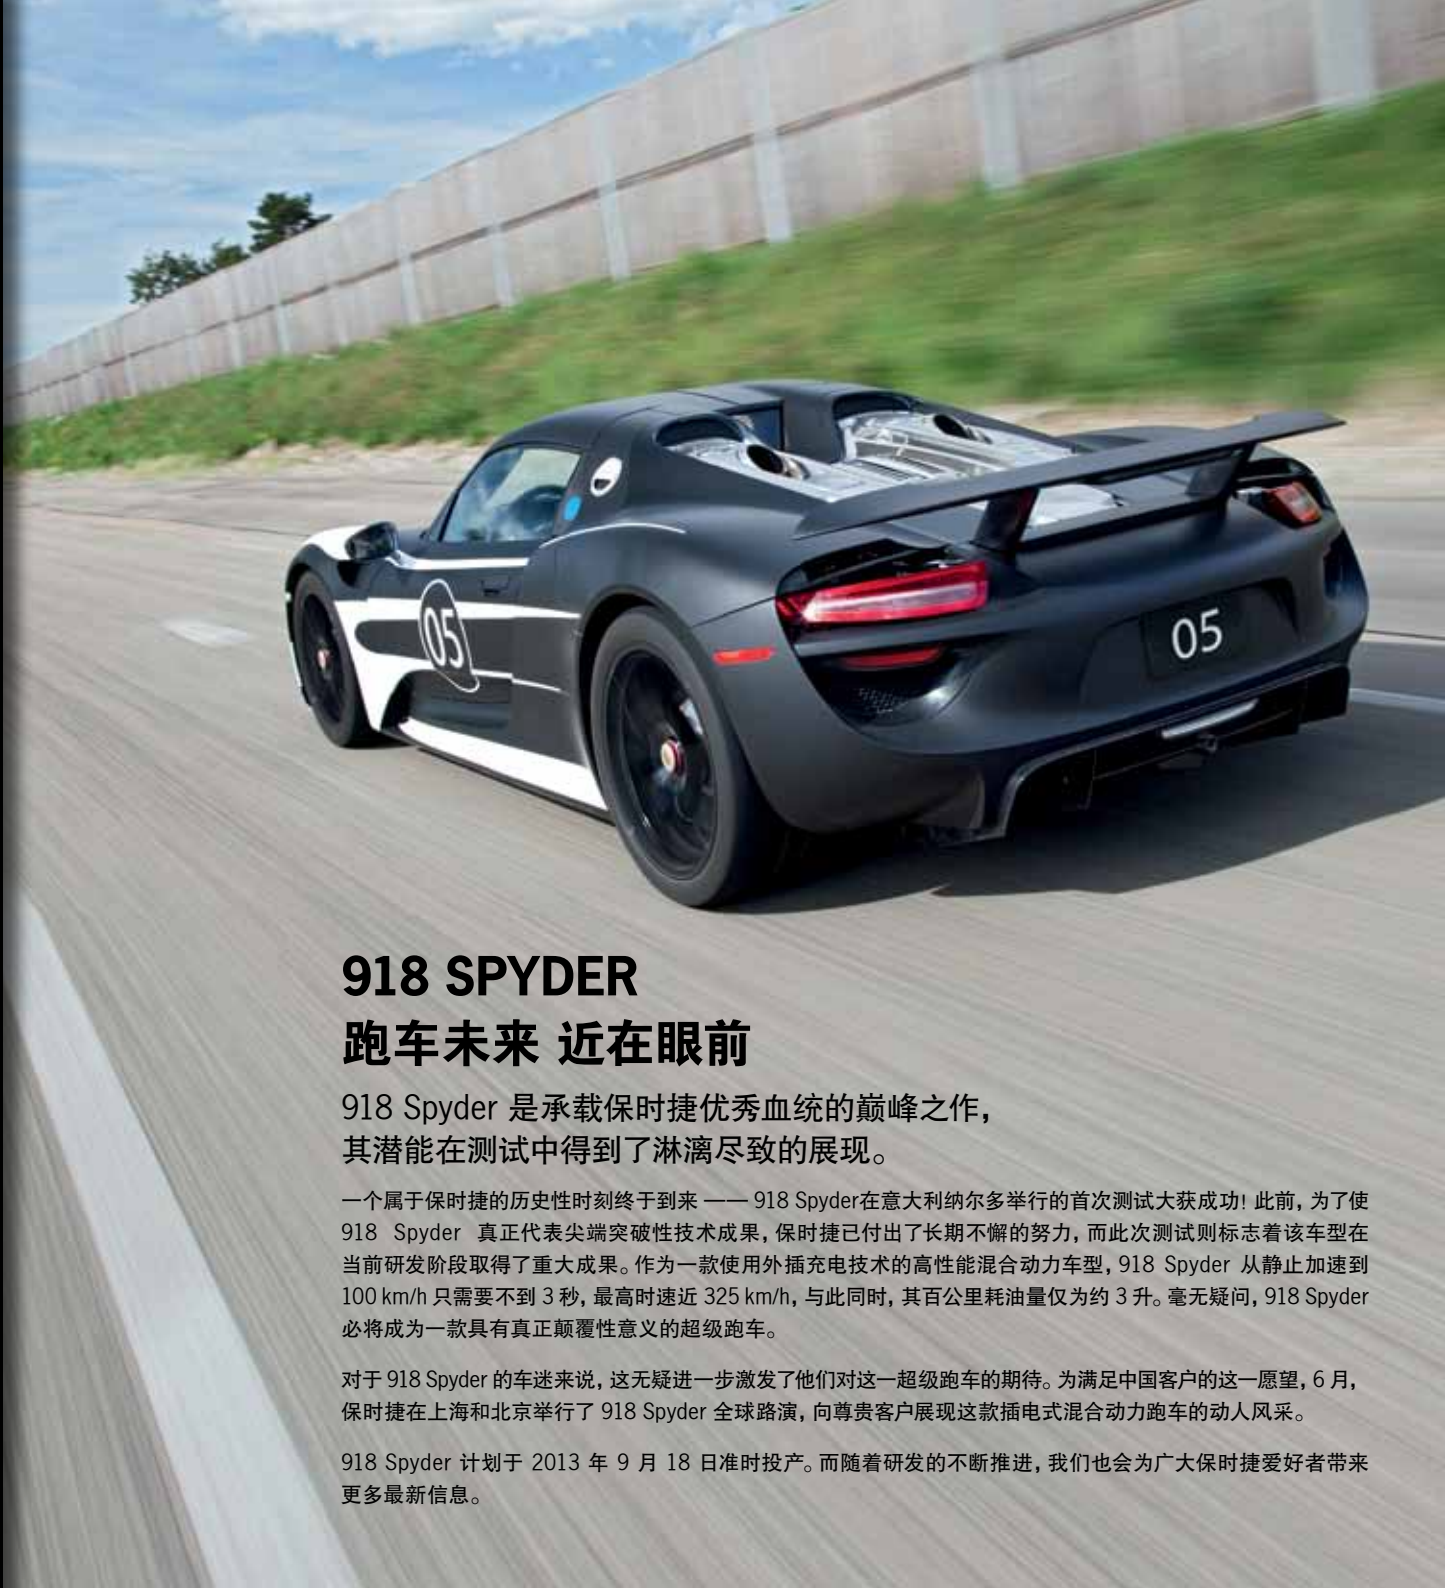 05
05
918 SPYDER
跑车未来 近在眼前
918 Spyder 是承载保时捷优秀血统的巅峰之作，
其潜能在测试中得到了淋漓尽致的展现。
一个属于保时捷的历史性时刻终于到来 —— 918 Spyder在意大利纳尔多举行的首次测试大获成功！此前，为了使
918 Spyder 真正代表尖端突破性技术成果，保时捷已付出了长期不懈的努力，而此次测试则标志着该车型在
当前研发阶段取得了重大成果。作为一款使用外插充电技术的高性能混合动力车型，918 Spyder 从静止加速到
100 km/h 只需要不到 3 秒，最高时速近 325 km/h，与此同时，其百公里耗油量仅为约 3 升。毫无疑问，918 Spyder
必将成为一款具有真正颠覆性意义的超级跑车。
对于 918 Spyder 的车迷来说，这无疑进一步激发了他们对这一超级跑车的期待。为满足中国客户的这一愿望，6 月，
保时捷在上海和北京举行了 918 Spyder 全球路演，向尊贵客户展现这款插电式混合动力跑车的动人风采。
918 Spyder 计划于 2013 年 9 月 18 日准时投产。而随着研发的不断推进，我们也会为广大保时捷爱好者带来
更多最新信息。